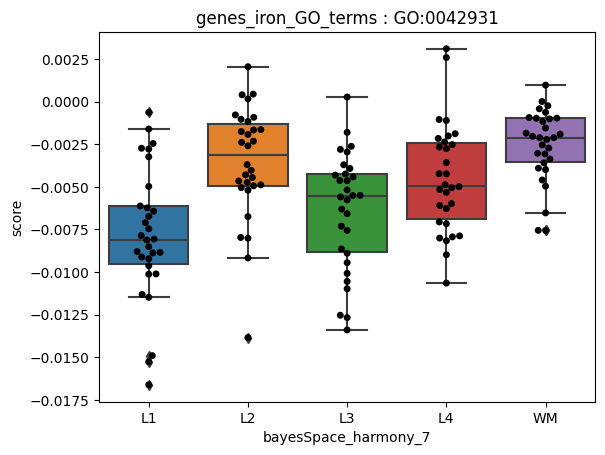 genes_iron_GO_terms : GO:0042931
0.0025
0.0000
−0.0025
−0.0050
−0.0075
−0.0100
−0.0125
−0.0150
−0.0175
score
L1 L2 L3 L4 WM
bayesSpace_harmony_7